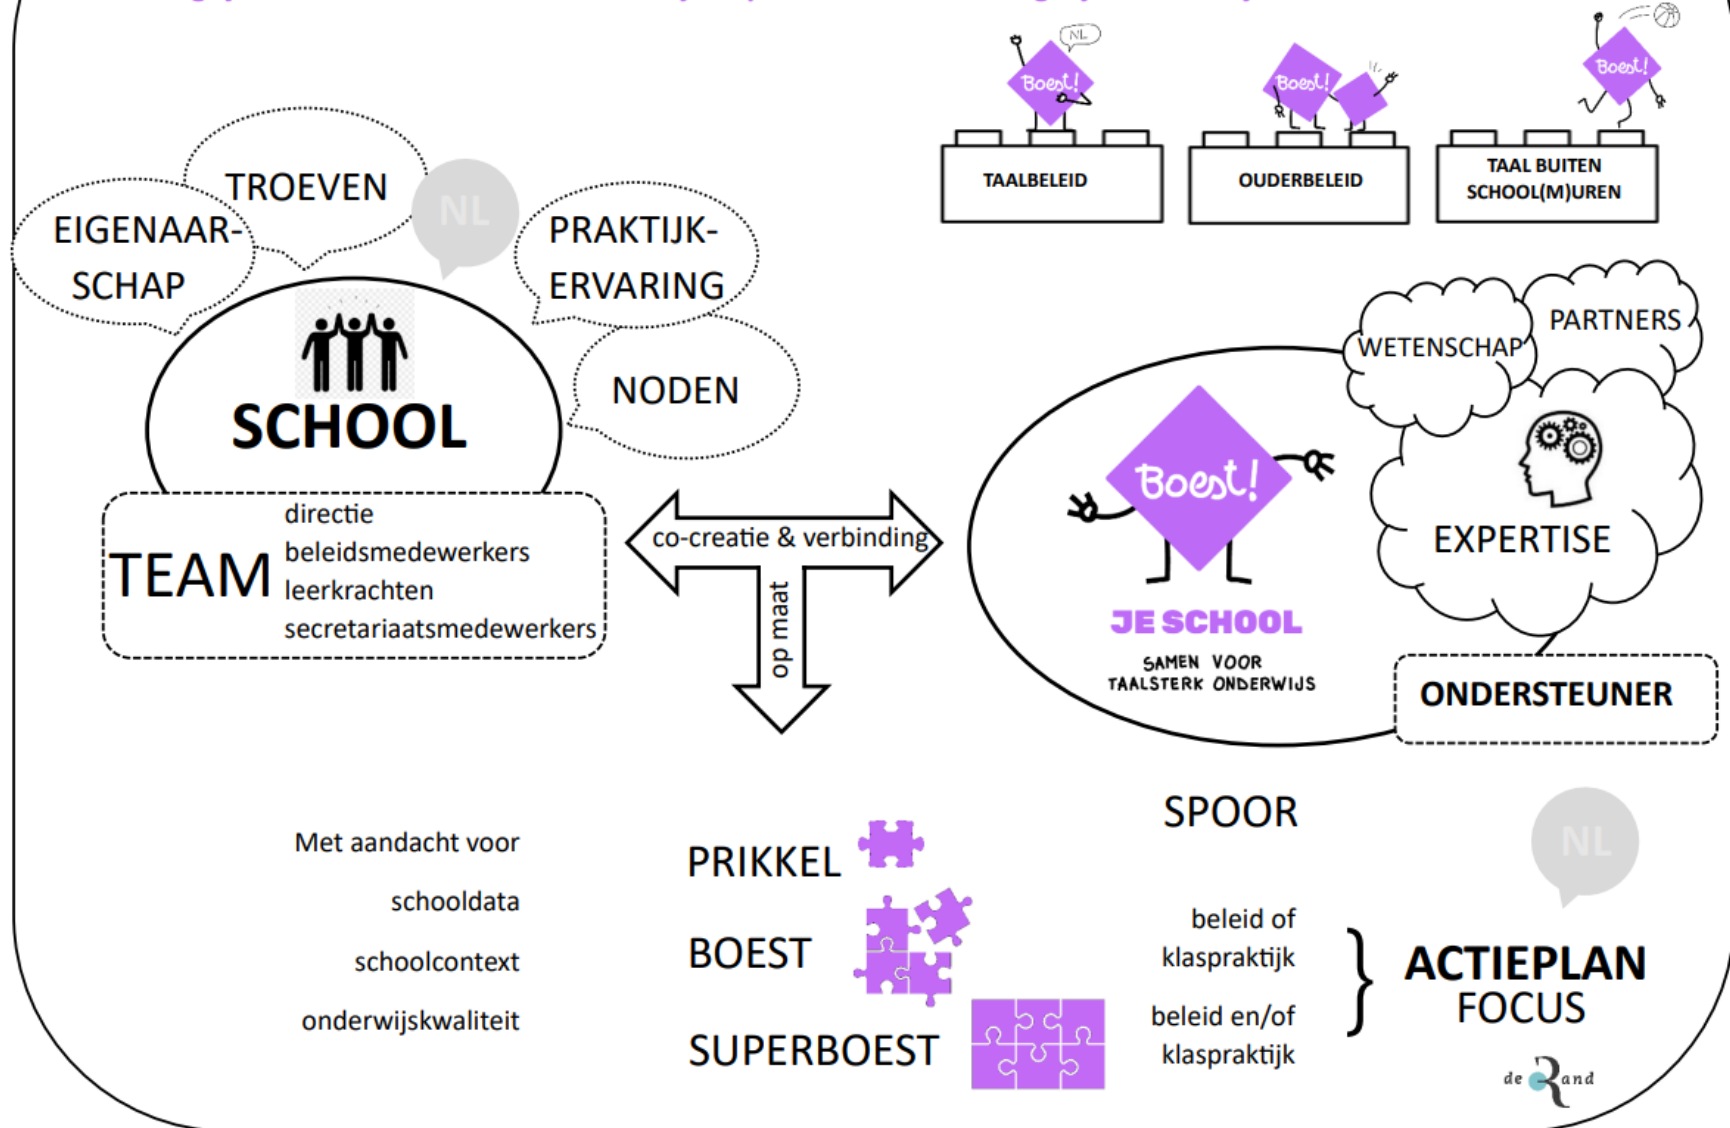 NL
Boest!
Boest!
Boest!
TAALBELEID
OUDERBELEID
TAAL BUITEN
SCHOOL(M)UREN
TROEVEN
EIGENAAR-
SCHAP
NL
PRAKTIJK-
ERVARING
NODEN
SCHOOL
TEAM
directie
beleidsmedewerkers
leerkrachten
secretariaatsmedewerkers
co-creatie & verbinding
op maat
WETENSCHAP
PARTNERS
EXPERTISE
Boest!
JE SCHOOL
SAMEN VOOR
TAALSTERK ONDERWIJS
ONDERSTEUNER
Met aandacht voor
schooldata
schoolcontext
onderwijskwaliteit
PRIKKEL
BOEST
SUPERBOEST
SPOOR
beleid of
klaspraktijk
beleid en/of
klaspraktijk
NL
ACTIEPLAN
FOCUS
de Rand